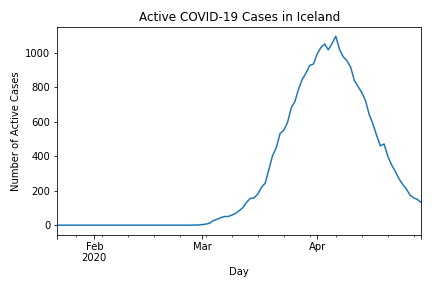 Active COVID-19 Cases in Iceland
Number of Active Cases
1000
800
600
400
200
0
Feb
2020
Mar
Apr
Day